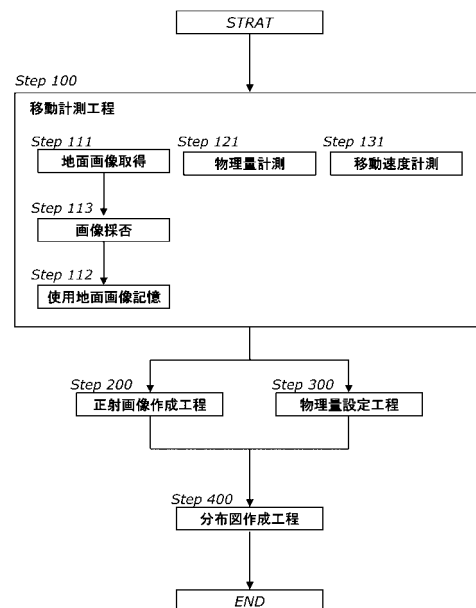 STRAT
Step 100
移動計測工程
Step 111
地面画像取得
Step 121
物理量計測
Step 131
移動速度計測
Step 113
画像採否
Step 112
使用地面画像記憶
Step 200
正射画像作成工程
Step 300
物理量設定工程
Step 400
分布図作成工程
END